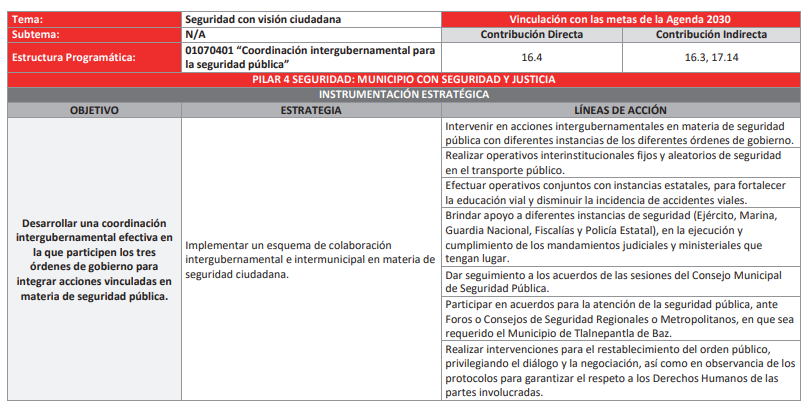 Tema:
Seguridad con visión ciudadana
Vinculación con las metas de la Agenda 2030
Subtema:
N/A
Contribución Directa
Contribución Indirecta
Estructura Programática:
01070401 “Coordinación intergubernamental para
la seguridad pública”
16.4
16.3, 17.14
PILAR 4 SEGURIDAD: MUNICIPIO CON SEGURIDAD Y JUSTICIA
INSTRUMENTACIÓN ESTRATÉGICA
OBJETIVO
ESTRATEGIA
LÍNEAS DE ACCIÓN
Desarrollar una coordinación
intergubernamental efectiva en
la que participen los tres
órdenes de gobierno para
integrar acciones vinculadas en
materia de seguridad pública.
Implementar un esquema de colaboración
intergubernamental e intermunicipal en materia de
seguridad ciudadana.
Intervenir en acciones intergubernamentales en materia de seguridad
pública con diferentes instancias de los diferentes órdenes de gobierno.
Realizar operativos interinstitucionales fijos y aleatorios de seguridad
en el transporte público.
Efectuar operativos conjuntos con instancias estatales, para fortalecer
la educación vial y disminuir la incidencia de accidentes viales.
Brindar apoyo a diferentes instancias de seguridad (Ejército, Marina,
Guardia Nacional, Fiscalías y Policía Estatal), en la ejecución y
cumplimiento de los mandamientos judiciales y ministeriales que
tengan lugar.
Dar seguimiento a los acuerdos de las sesiones del Consejo Municipal
de Seguridad Pública.
Participar en acuerdos para la atención de la seguridad pública, ante
Foros o Consejos de Seguridad Regionales o Metropolitanos, en que sea
requerido el Municipio de Tlalnepantla de Baz.
Realizar intervenciones para el restablecimiento del orden público,
privilegiando el diálogo y la negociación, así como en observancia de los
protocolos para garantizar el respeto a los Derechos Humanos de las
partes involucradas.